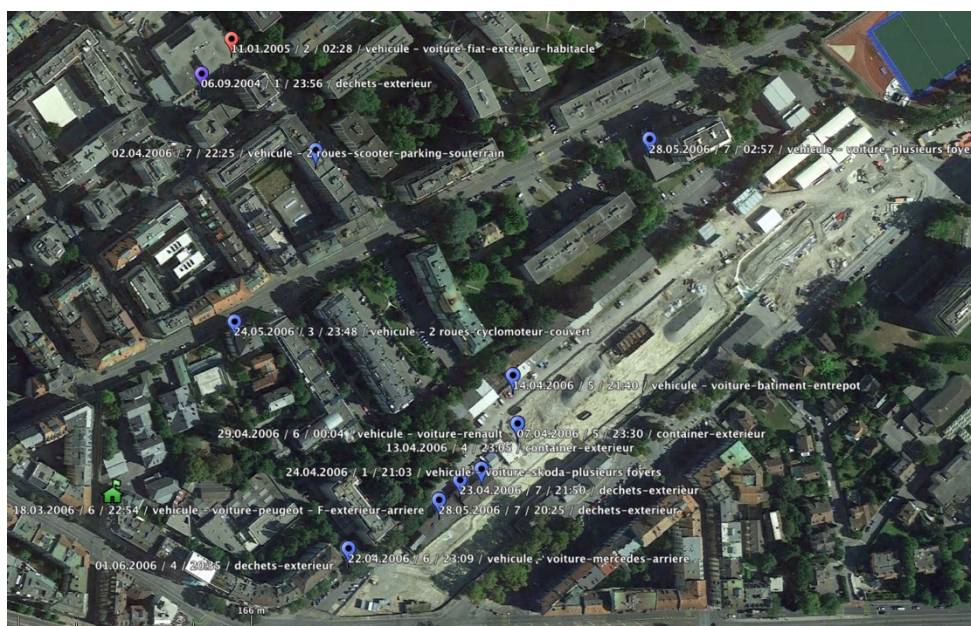 11.01.2005 / 2 / 02:28 / vehicule - voiture-fiat-exterieur-habitacle
06.09.2004 / 1 / 23:56 / dechets-exterieur
02.04.2006 / 7 / 22:25 / vehicule - 2 roues-scooter-parking-souterrain
28.05.2006 / 7 / 02:57 / vehicule - voiture-plusieurs foye
24.05.2006 / 3 / 23:48 / vehicule - 2 roues-cyclomoteur-couvert
14.04.2006 / 5 / 21:40 / vehicule - voiture-batiment-entrepot
29.04.2006 / 6 / 00:04 / vehicule - voiture-renault
07.04.2006 / 5 / 23:30 / container-exterieur
13.04.2006 / 4 / 23:05 / container-exterieur
24.04.2006 / 1 / 21:03 / vehicule - voiture-skoda-plusieurs foyers
23.04.2006 / 7 / 21:50 / dechets-exterieur
18.03.2006 / 6 / 22:54 / vehicule - voiture-peugeot - F-exterieur-arriere
28.05.2006 / 7 / 20:25 / dechets-exterieur
22.04.2006 / 6 / 23:09 / vehicule - voiture-mercedes-arriere
01.06.2006 / 4 / 20:35 / dechets-exterieur
166 m